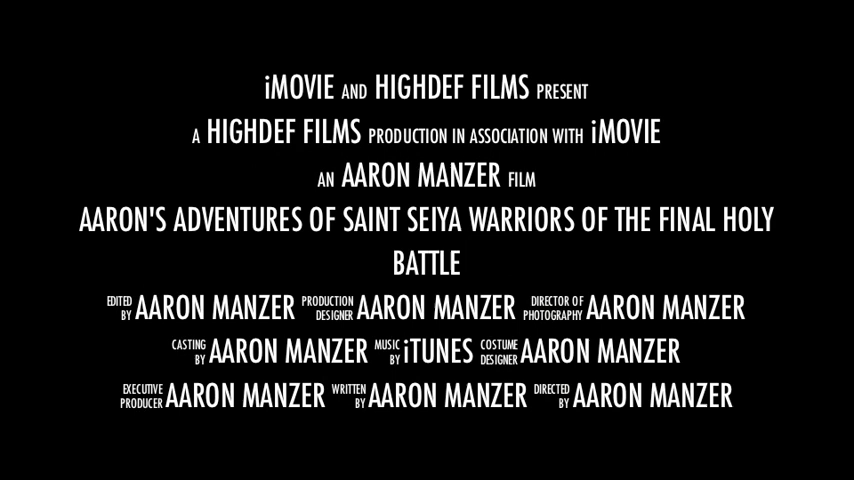 iMOVIE AND HIGHDEF FILMS PRESENT
A HIGHDEF FILMS PRODUCTION IN ASSOCIATION WITH iMOVIE
AN AARON MANZER FILM
AARON'S ADVENTURES OF SAINT SEIYA WARRIORS OF THE FINAL HOLY
BATTLE
EDITED BY AARON MANZER PRODUCTION DESIGNER AARON MANZER DIRECTOR OF PHOTOGRAPHY AARON MANZER
CASTING BY AARON MANZER MUSIC BY iTUNES COSTUME DESIGNER AARON MANZER
EXECUTIVE PRODUCER AARON MANZER WRITTEN BY AARON MANZER DIRECTED BY AARON MANZER